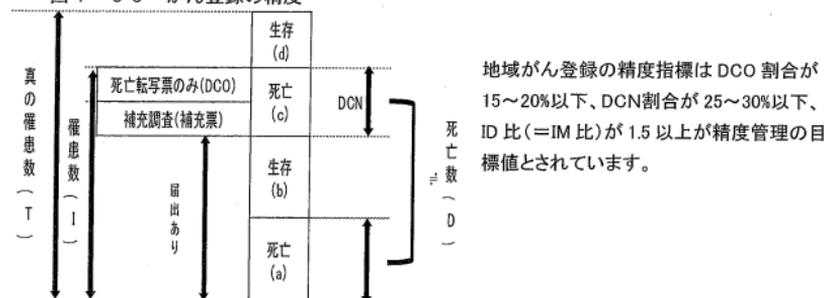 生存
(d)
死亡転写票のみ(DCO)
補充調査(補充票)
死亡
(c)
DCN
真の罹患数(T)
罹患数(I)
届出あり
生存
(b)
死亡
(a)
≒
死亡数(D)
地域がん登録の精度指標は DCO 割合が
15～20%以下、DCN割合が 25～30%以下、
ID 比(＝IM 比)が 1.5 以上が精度管理の目
標値とされています。